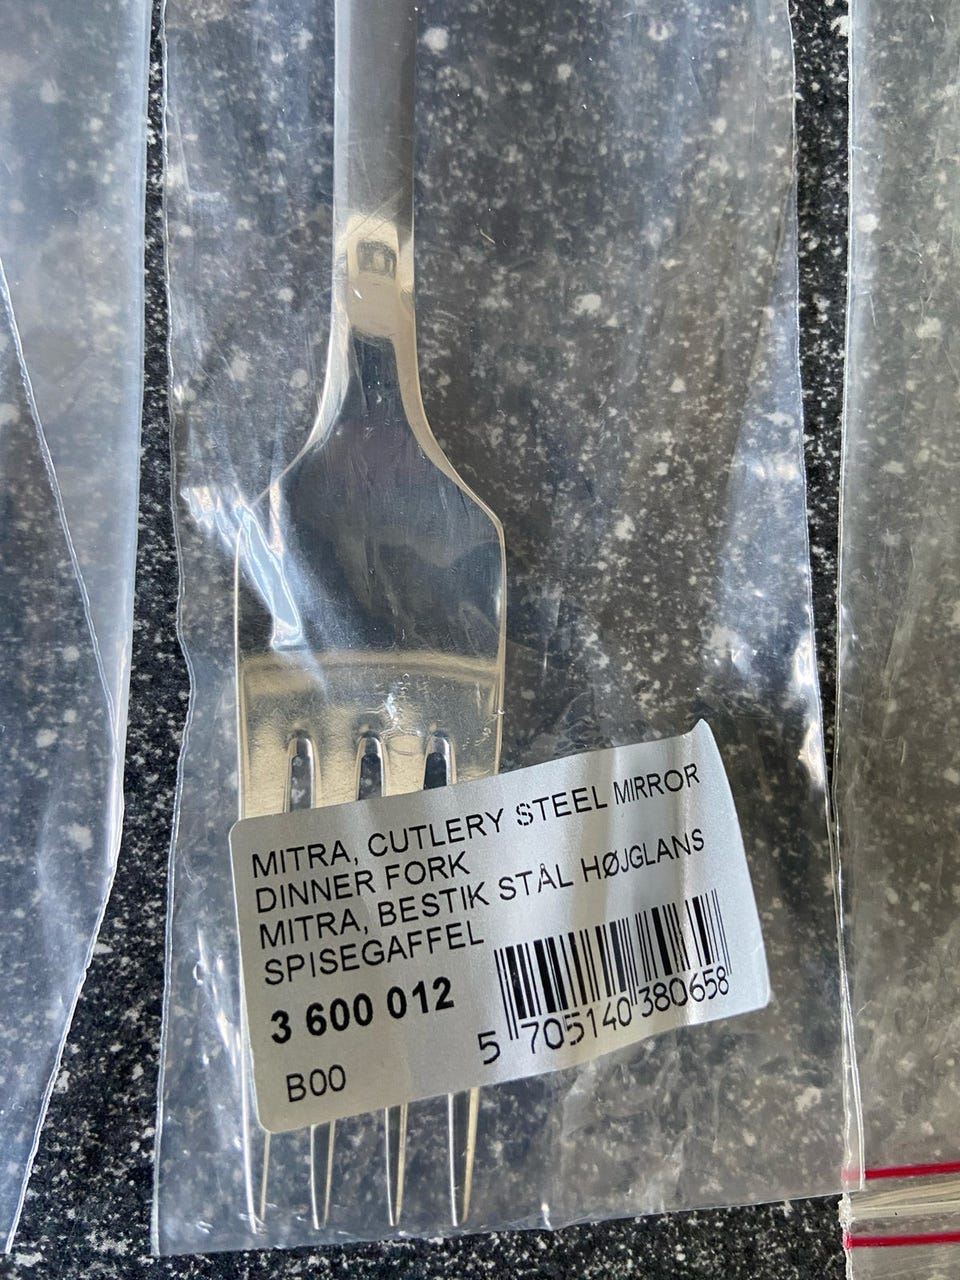 MITRA, CUTLERY STEEL MIRROR
DINNER FORK
MITRA, BESTIK STÅL HØJGLANS
SPISEGAFFEL
3 600 012
B00
5 705140 380658